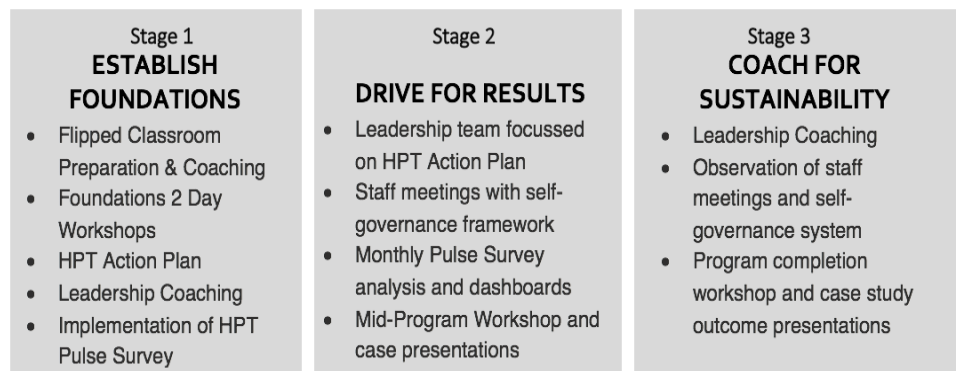 Stage 1
ESTABLISH
FOUNDATIONS
• Flipped Classroom
Preparation & Coaching
• Foundations 2 Day
Workshops
• HPT Action Plan
• Leadership Coaching
• Implementation of HPT
Pulse Survey
Stage 2
DRIVE FOR RESULTS
• Leadership team focussed
on HPT Action Plan
• Staff meetings with self-
governance framework
• Monthly Pulse Survey
analysis and dashboards
• Mid-Program Workshop and
case presentations
Stage 3
COACH FOR
SUSTAINABILITY
• Leadership Coaching
• Observation of staff
meetings and self-
governance system
• Program completion
workshop and case study
outcome presentations